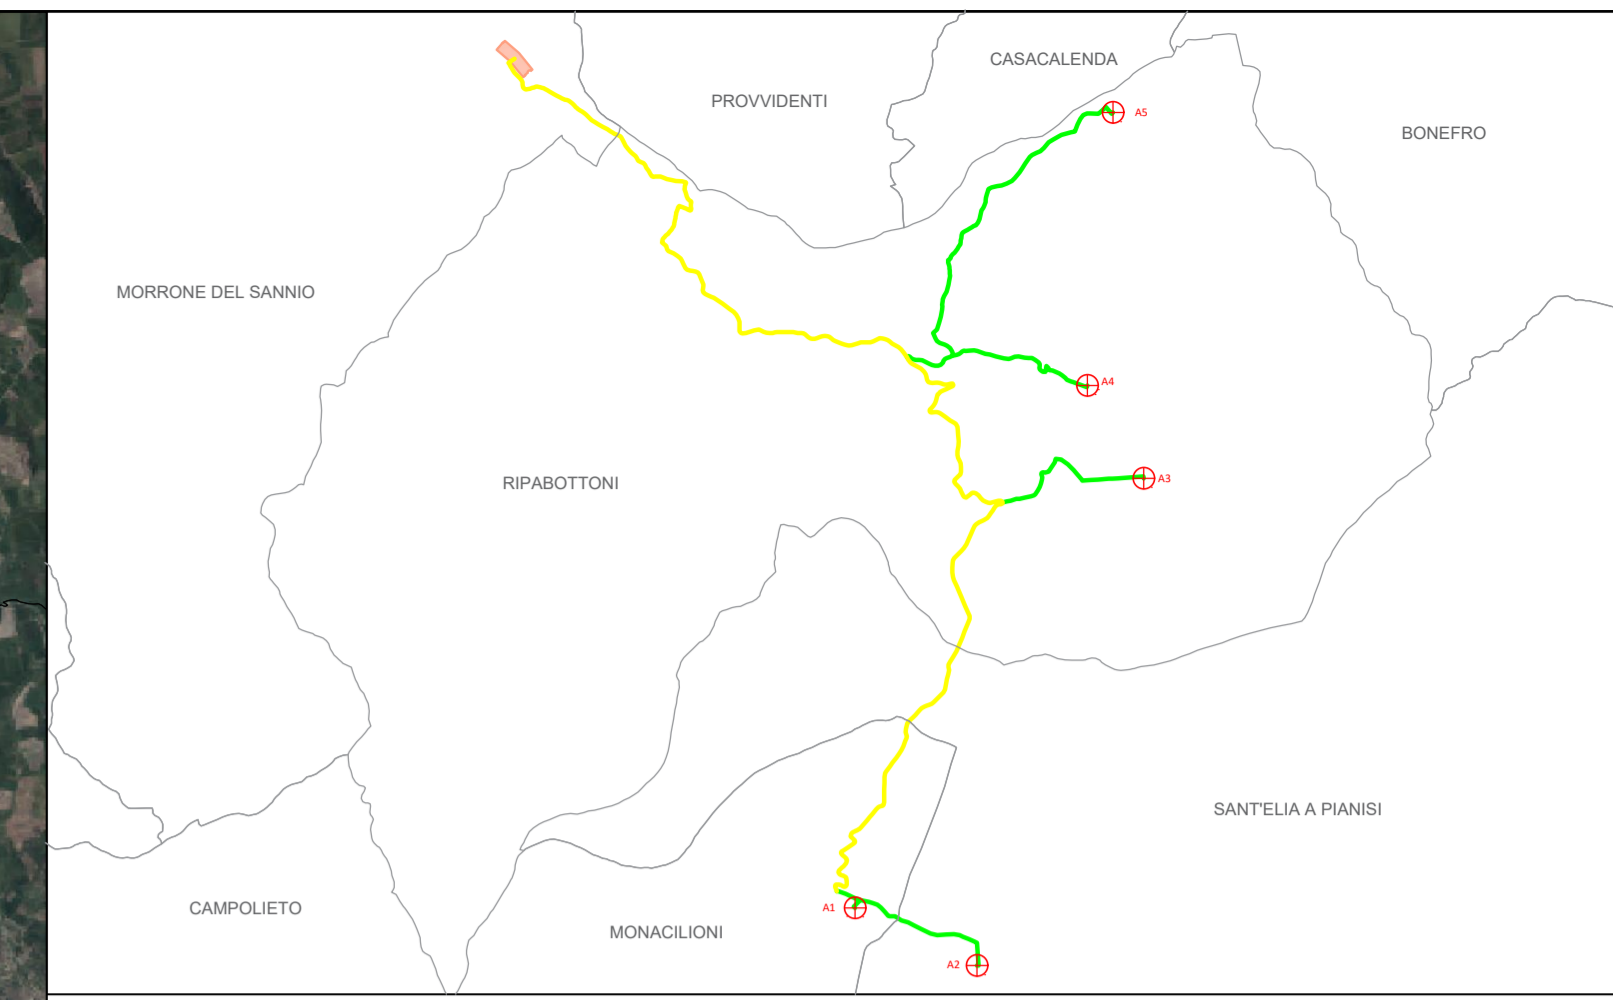 CASACALENDA
PROVVIDENTI
A5
BONEFRO
MORRONE DEL SANNIO
A4
A3
RIPABOTTONI
SANT'ELIA A PIANISI
CAMPOLIETO
A1
MONACILIONI
A2